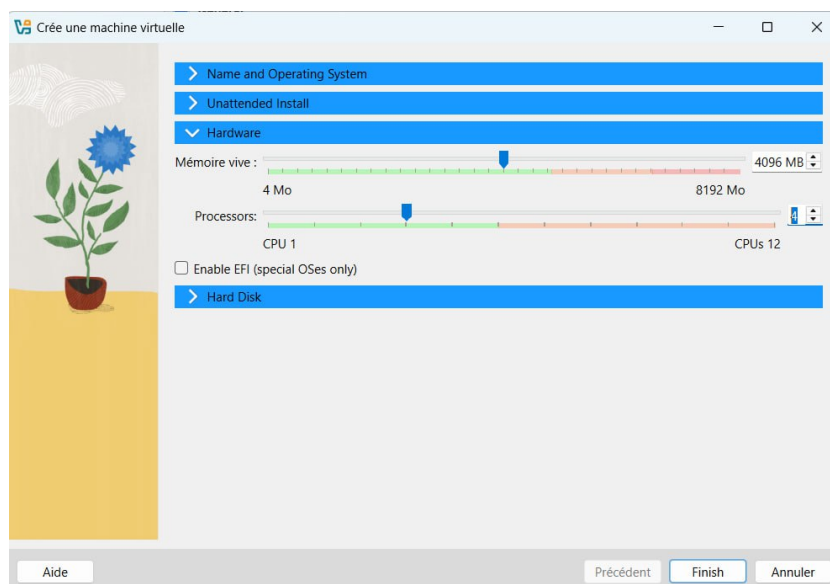 Crée une machine virtuelle
Name and Operating System
Unattended Install
Hardware
Mémoire vive : 4096 MB
4 Mo 8192 Mo
Processors: 4
CPU 1 CPUs 12
Enable EFI (special OSes only)
Hard Disk
Aide Précédent Finish Annuler